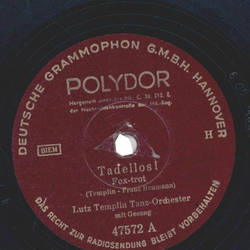 DEUTSCHE GRAMMOPHON G.M.B.H. HANNOVER
POLYDOR
BIEM
H
Tadellos!
Fox-trot
(Templin - Franz Baumann)
Lutz Templin Tanz-Orchester
mit Gesang
47572 A
DAS RECHT ZUR RADIOSENDUNG BLEIBT VORBEHALTEN